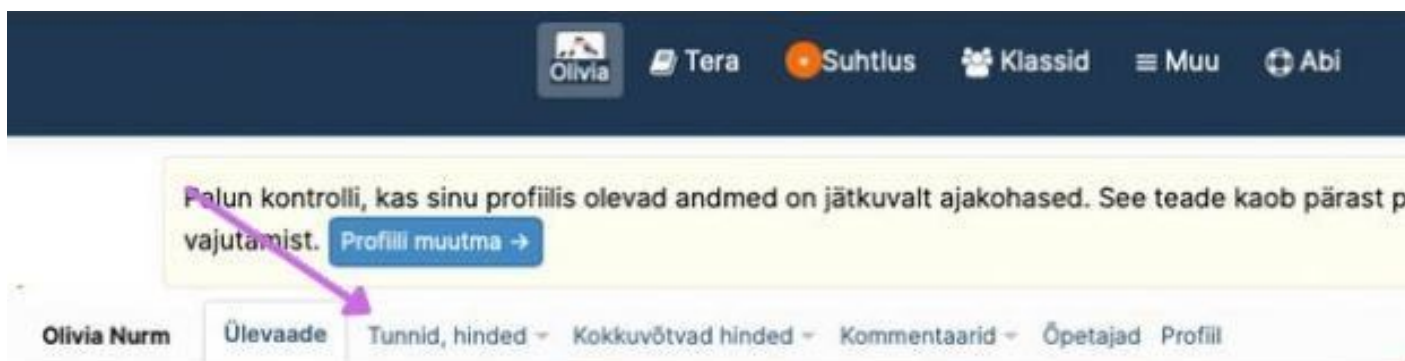 Olivia Tera Suhtlus Klassid Muu Abi
Palun kontrolli, kas sinu profiilis olevad andmed on jätkuvalt ajakohased. See teade kaob pärast p
vajutamist. Profiili muutma →
Olivia Nurm Ülevaade Tunnid, hinded Kokkuvõtvad hinded Kommentaarid Õpetajad Profiil